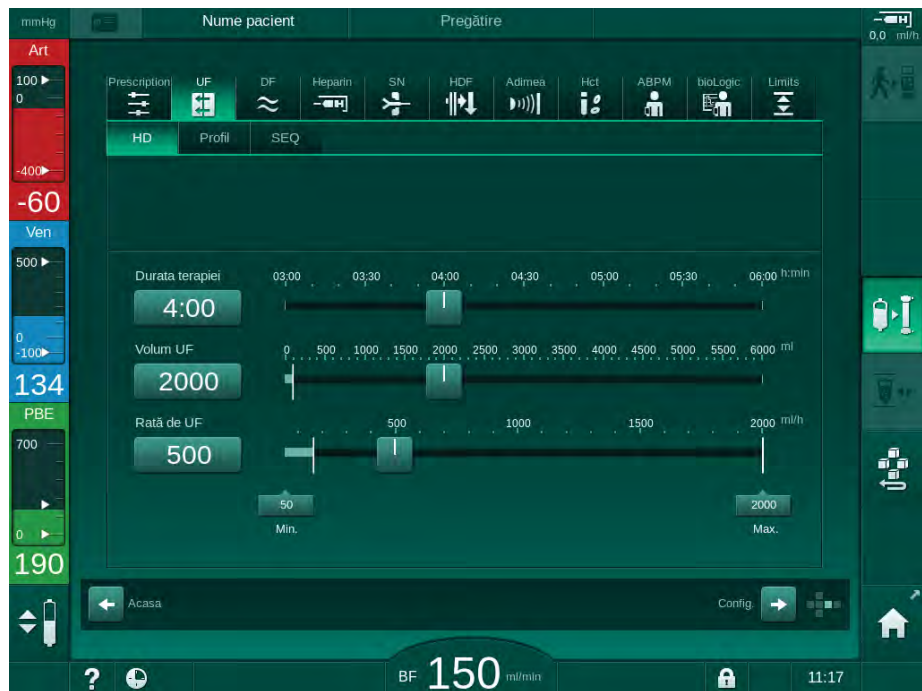 mmHg Nume pacient Pregătire 0,0 ml/h
Art
100
0
-400
-60
Ven
500
0
-100
134
PBE
700
0
190
Prescription UF DF Heparin SN HDF Adimea Hct ABPM bioLogic Limits
HD Profil SEQ
Durata terapiei 03:00 03:30 04:00 04:30 05:00 05:30 06:00 h:min
4:00
Volum UF 0 500 1000 1500 2000 2500 3000 3500 4000 4500 5000 5500 6000 ml
2000
Rată de UF 500 1000 1500 2000 ml/h
500
50 2000
Min. Max.
Acasa Config.
? BF 150 ml/min 11:17